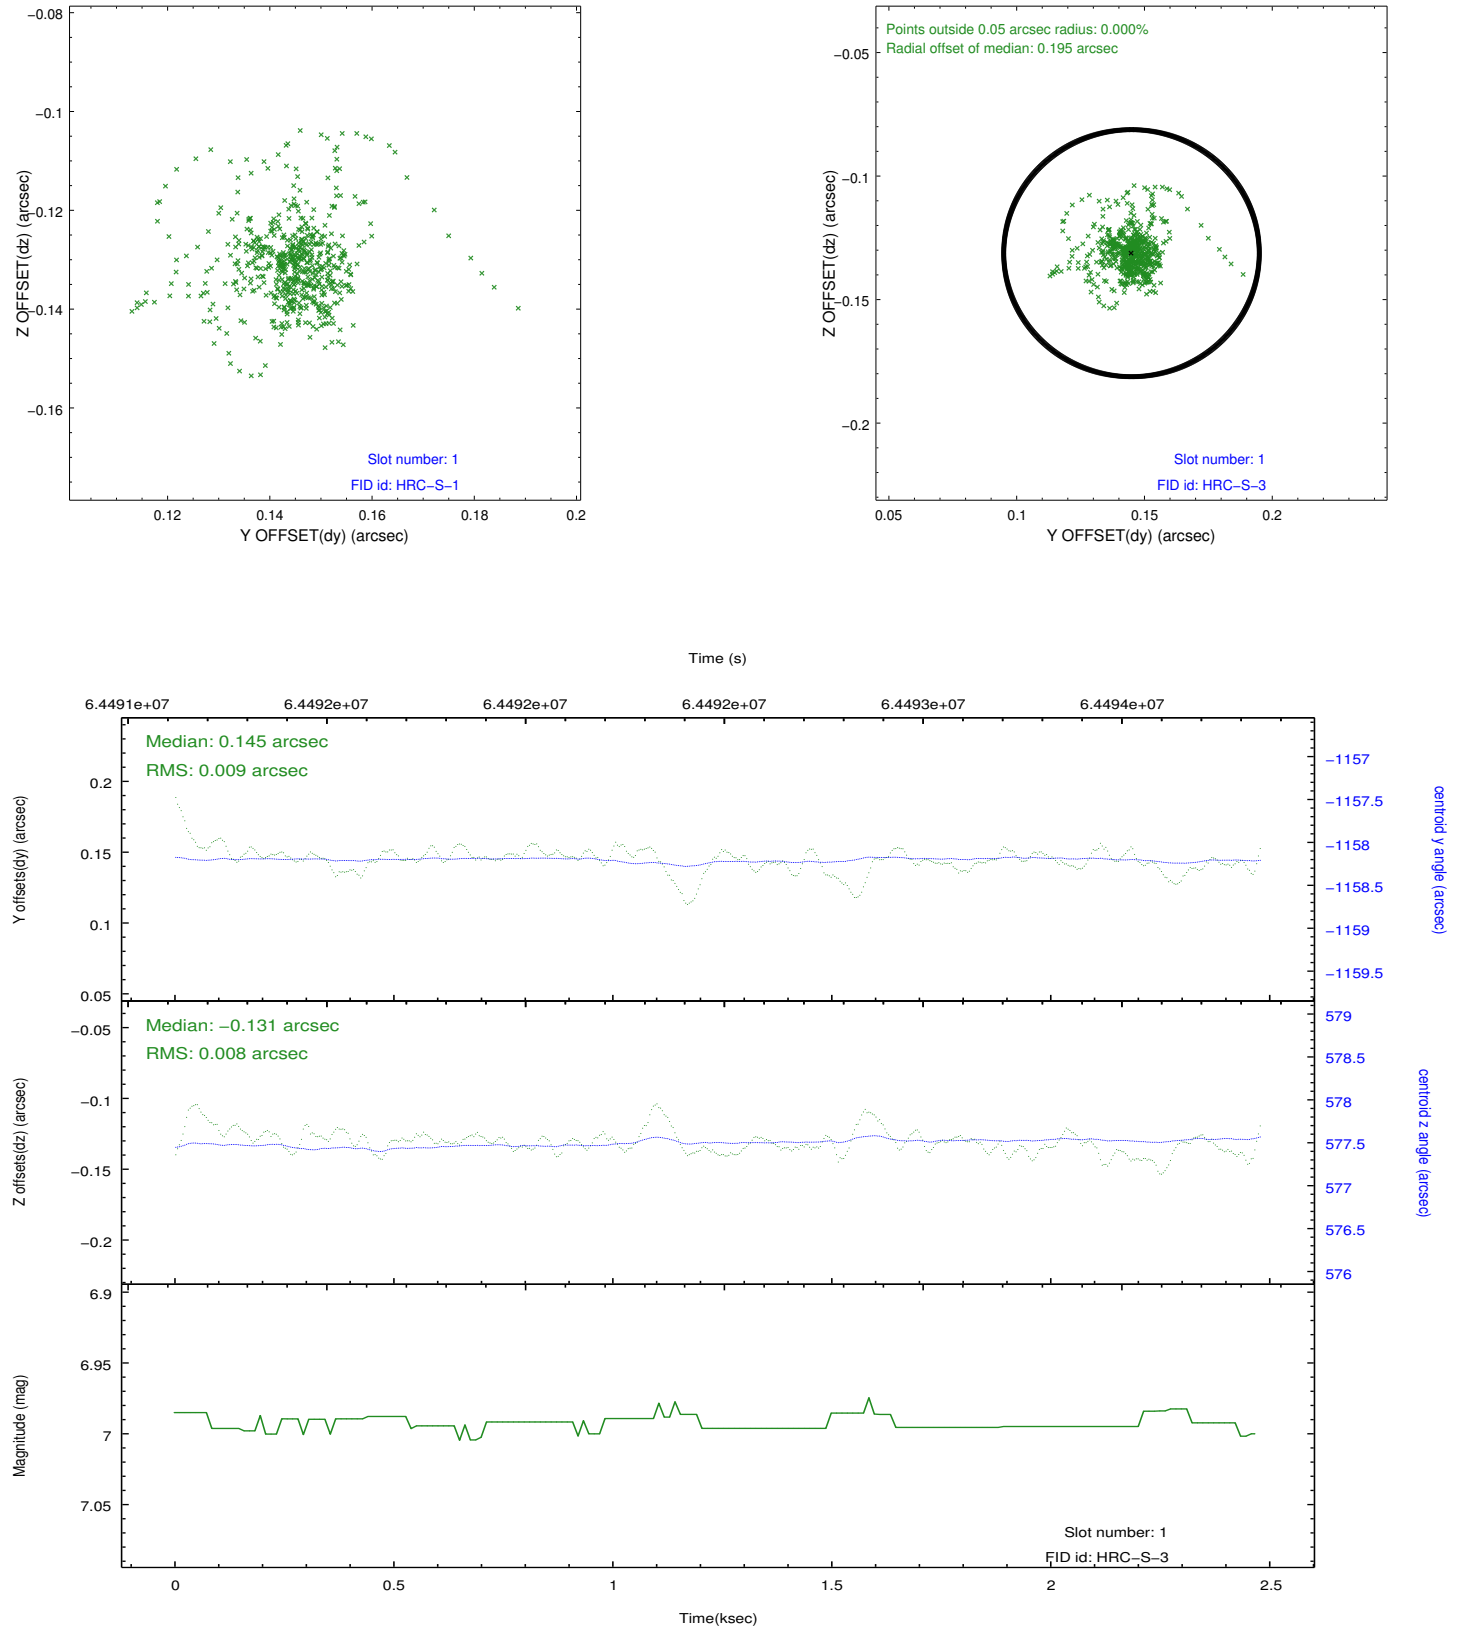 −0.08
−0.1
−0.12
−0.14
−0.16
Z OFFSET(dz) (arcsec)
Slot number: 1
FID id: HRC−S−1
0.12 0.14 0.16 0.18 0.2
Y OFFSET(dy) (arcsec)
Points outside 0.05 arcsec radius: 0.000%
Radial offset of median: 0.195 arcsec
−0.05
−0.1
−0.15
−0.2
Z OFFSET(dz) (arcsec)
Slot number: 1
FID id: HRC−S−3
0.05 0.1 0.15 0.2
Y OFFSET(dy) (arcsec)
Time (s)
6.4491e+07 6.4492e+07 6.4492e+07 6.4492e+07 6.4493e+07 6.4494e+07
Median: 0.145 arcsec
RMS: 0.009 arcsec
0.2
0.15
0.1
0.05
Y offsets(dy) (arcsec)
−1157
−1157.5
−1158
−1158.5
−1159
−1159.5
centroid y angle (arcsec)
Median: −0.131 arcsec
RMS: 0.008 arcsec
−0.05
−0.1
−0.15
−0.2
Z offsets(dz) (arcsec)
579
578.5
578
577.5
577
576.5
576
centroid z angle (arcsec)
6.9
6.95
7
7.05
Magnitude (mag)
Slot number: 1
FID id: HRC−S−3
0 0.5 1 1.5 2 2.5
Time(ksec)